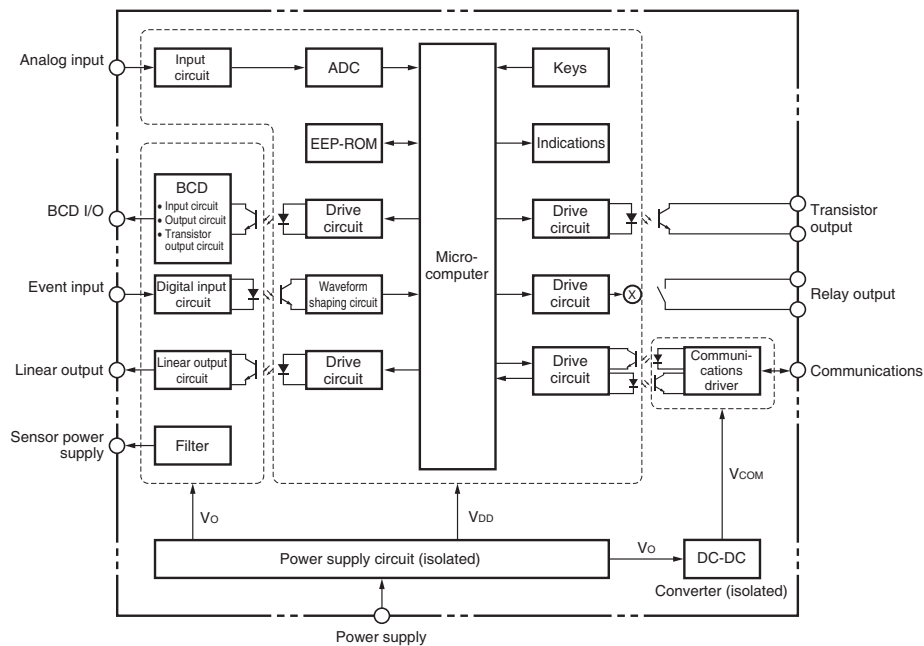 Analog input
Input
circuit
ADC
Keys
EEP-ROM
Indications
BCD I/O
BCD
• Input circuit
• Output circuit
• Transistor
output circuit
Drive
circuit
Micro-
computer
Drive
circuit
Transistor
output
Event input
Digital input
circuit
Waveform
shaping circuit
Drive
circuit
X
Relay output
Linear output
Linear output
circuit
Drive
circuit
Drive
circuit
Communi-
cations
driver
Communications
Sensor power
supply
Filter
VO
VDD
VCOM
Power supply circuit (isolated)
VO
DC-DC
Converter (isolated)
Power supply